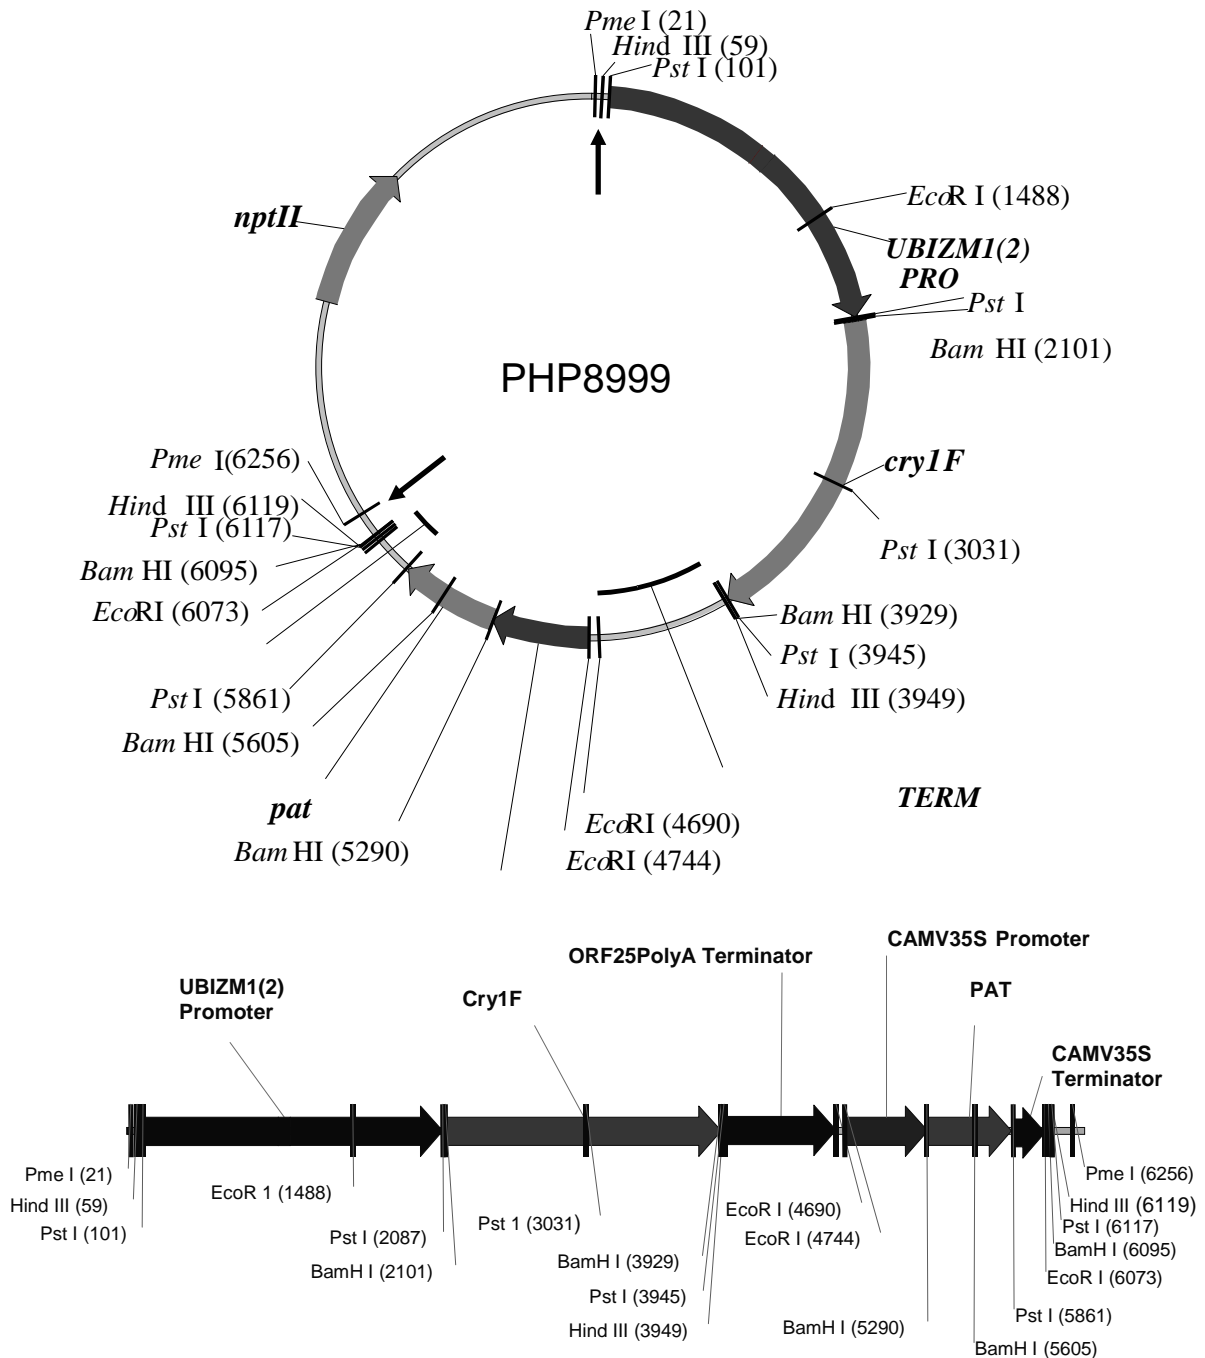 Pme I (21)
Hind III (59)
Pst I (101)
EcoR I (1488)
nptII
UBIZM1(2)
PRO
Pst I
Bam HI (2101)
PHP8999
Pme I(6256)
cry1F
Hind III (6119)
Pst I (6117)
Pst I (3031)
Bam HI (6095)
EcoRI (6073)
Bam HI (3929)
Pst I (3945)
Pst I (5861)
Hind III (3949)
Bam HI (5605)
TERM
pat
EcoRI (4690)
Bam HI (5290)
EcoRI (4744)
CAMV35S Promoter
ORF25PolyA Terminator
UBIZM1(2)
Promoter
Cry1F
PAT
CAMV35S
Terminator
Pme I (21)
Hind III (59)
Pst I (101)
EcoR 1 (1488)
Pst I (2087)
BamH I (2101)
Pst 1 (3031)
BamH I (3929)
Pst I (3945)
Hind III (3949)
EcoR I (4690)
EcoR I (4744)
BamH I (5290)
Pme I (6256)
Hind III (6119)
Pst I (6117)
BamH I (6095)
EcoR I (6073)
Pst I (5861)
BamH I (5605)